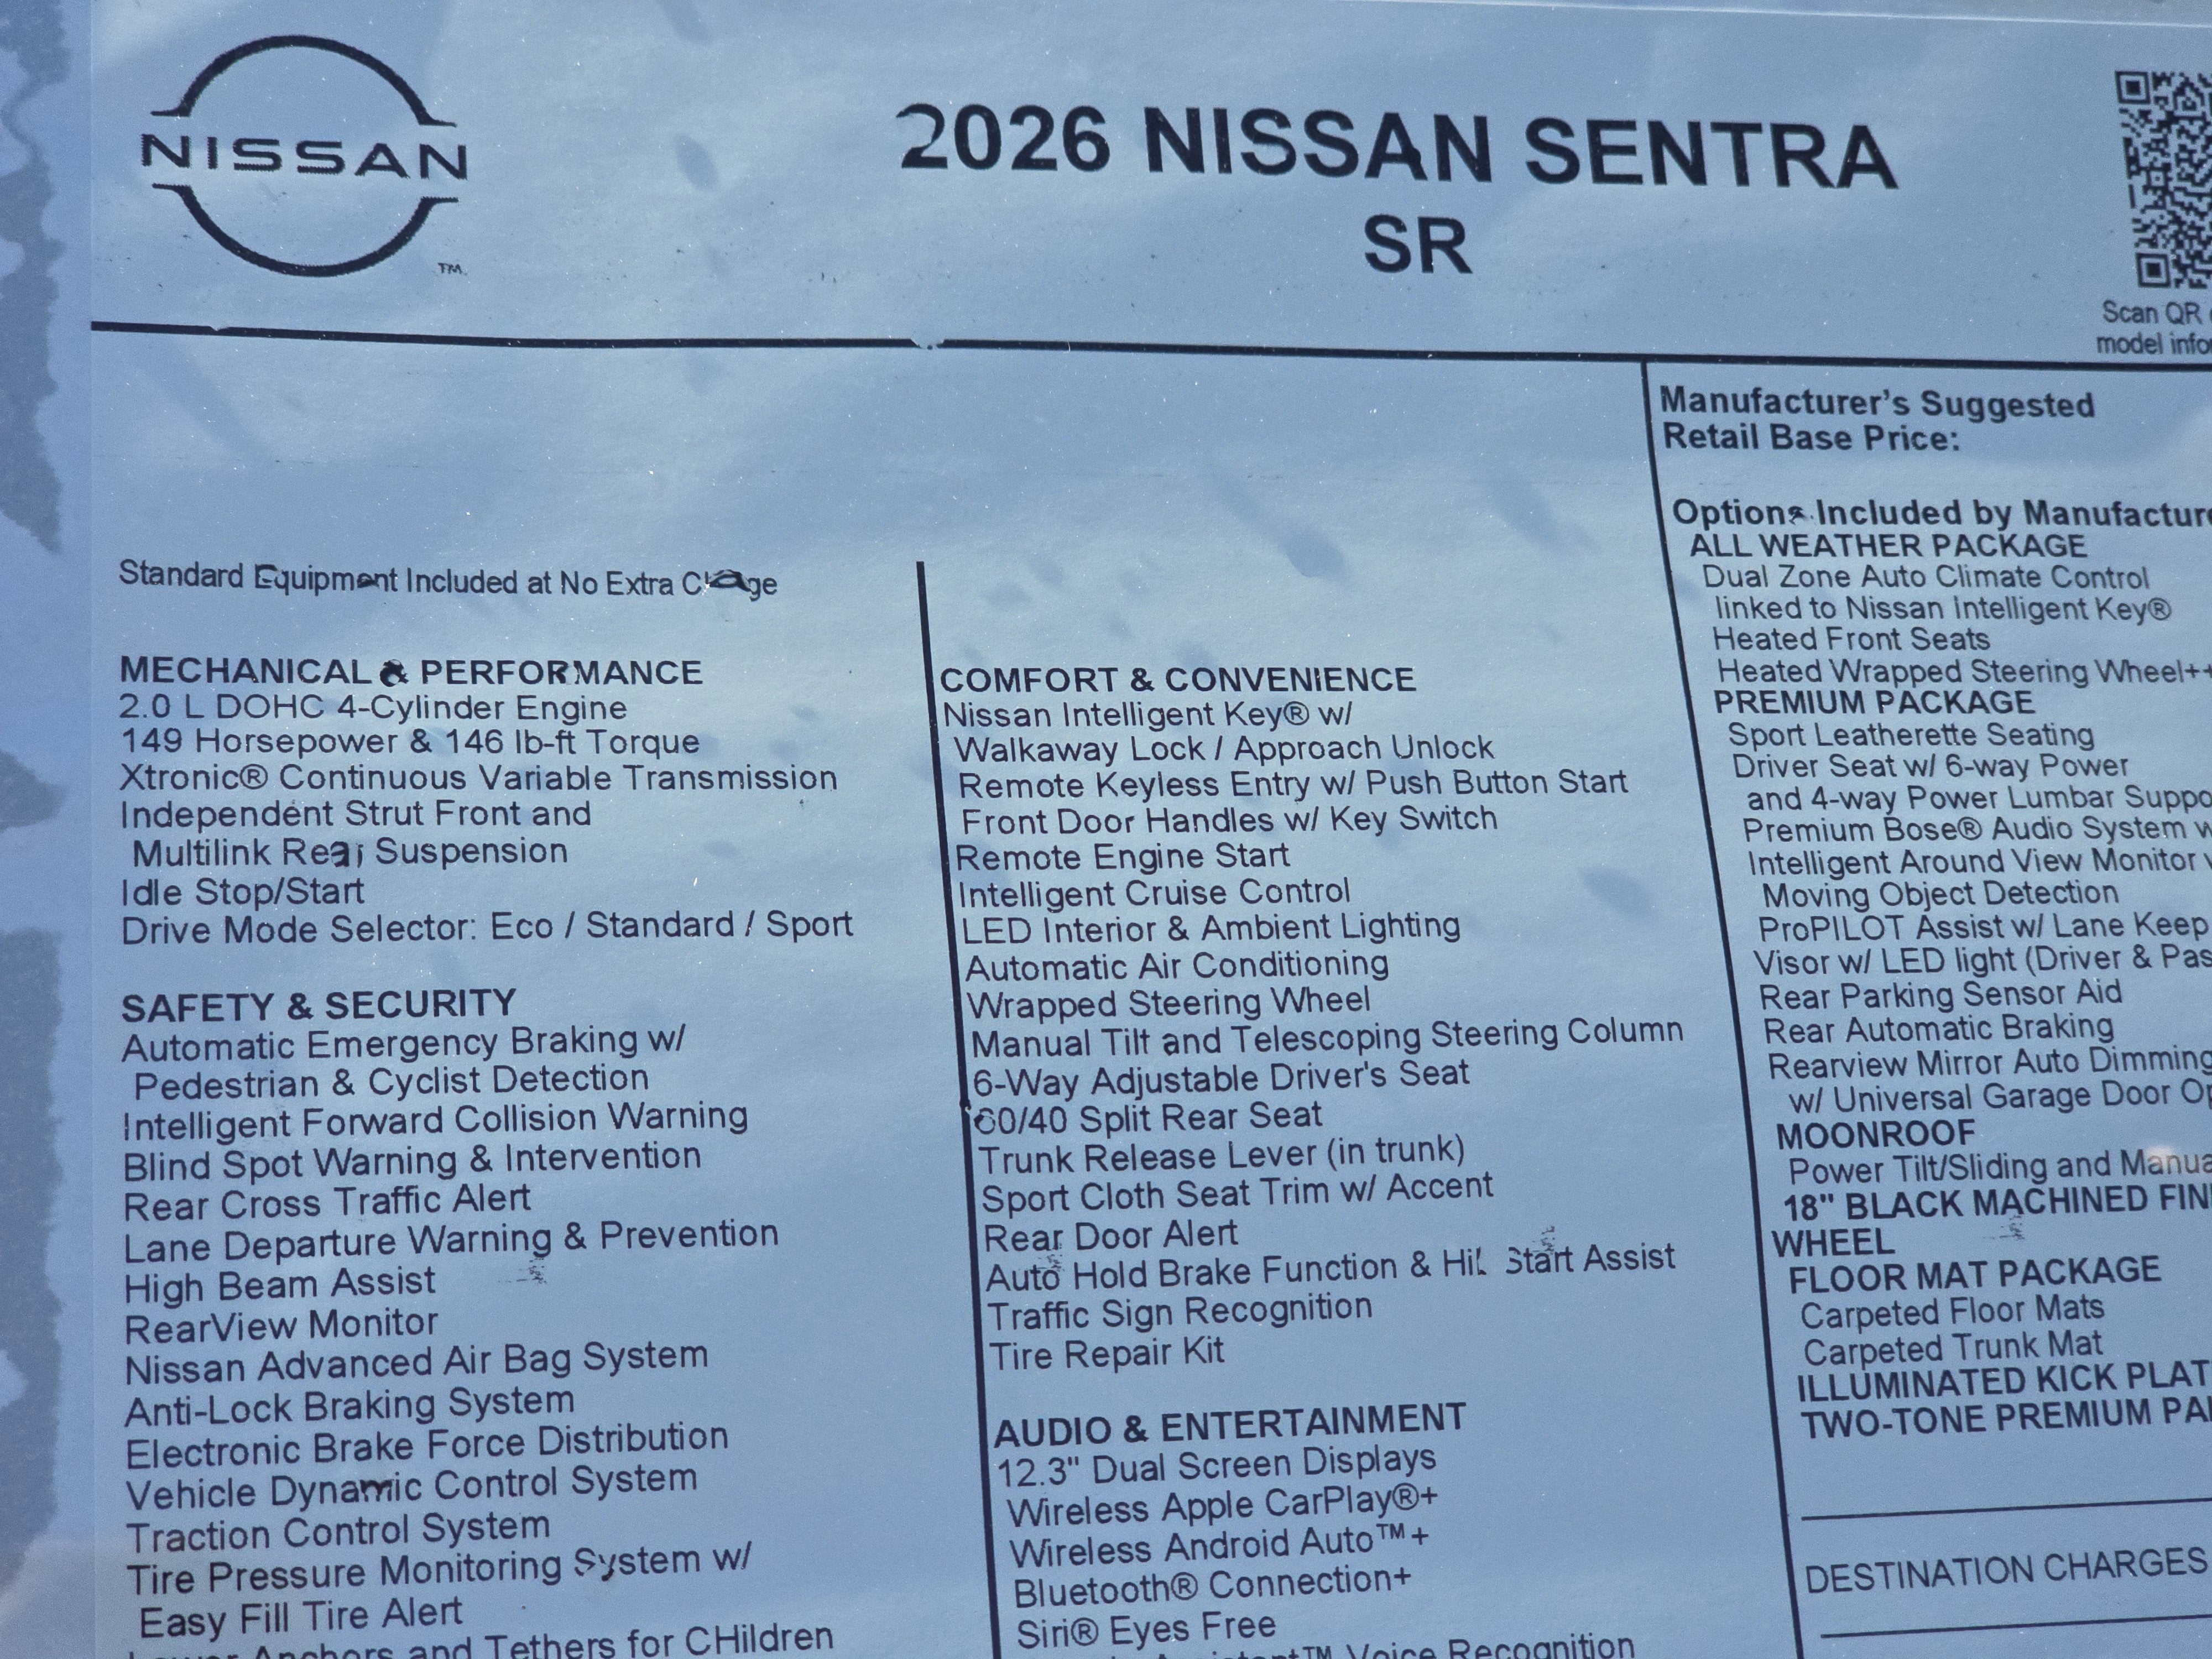 NISSAN
TM
2026 NISSAN SENTRA
SR
Scan QR
model
Standard Equipment Included at No Extra
MECHANICAL & PERFORMANCE
2.0 L DOHC 4-Cylinder Engine
149 Horsepower & 146 lb-ft Torque
Xtronic® Continuous Variable Transmission
Independent Strut Front and
Multilink Rear Suspension
Idle Stop/Start
Drive Mode Selector: Eco / Standard / Sport
SAFETY & SECURITY
Automatic Emergency Braking w/
Pedestrian & Cyclist Detection
Intelligent Forward Collision Warning
Blind Spot Warning & Intervention
Rear Cross Traffic Alert
Lane Departure Warning & Prevention
High Beam Assist
RearView Monitor
Nissan Advanced Air Bag System
Anti-Lock Braking System
Electronic Brake Force Distribution
Vehicle Dynamic Control System
Traction Control System
Tire Pressure Monitoring System w/
Easy Fill Tire Alert
Lower Anchors and Tethers for CHildren
COMFORT & CONVENIENCE
Nissan Intelligent Key® w/
Walkaway Lock / Approach Unlock
Remote Keyless Entry w/ Push Button Start
Front Door Handles w/ Key Switch
Remote Engine Start
Intelligent Cruise Control
LED Interior & Ambient Lighting
Automatic Air Conditioning
Wrapped Steering Wheel
Manual Tilt and Telescoping Steering Column
6-Way Adjustable Driver's Seat
60/40 Split Rear Seat
Trunk Release Lever (in trunk)
Sport Cloth Seat Trim w/ Accent
Rear Door Alert
Auto Hold Brake Function & Hill Start Assist
Traffic Sign Recognition
Tire Repair Kit
AUDIO & ENTERTAINMENT
12.3" Dual Screen Displays
Wireless Apple CarPlay®+
Wireless Android Auto™+
Bluetooth® Connection+
Siri® Eyes Free
Voice Recognition
Manufacturer's Suggested
Retail Base Price:
Options Included by
ALL WEATHER PACKAGE
Dual Zone Auto Climate Control
linked to Nissan Intelligent Key®
Heated Front Seats
Heated Wrapped Steering Wheel++
PREMIUM PACKAGE
Sport Leatherette Seating
Driver Seat w/ 6-way Power
and 4-way Power Lumbar
Premium Bose® Audio System
Intelligent Around View Monitor
Moving Object Detection
ProPILOT Assist w/ Lane Keep
Visor w/ LED light (Driver &
Rear Parking Sensor Aid
Rear Automatic Braking
Rearview Mirror Auto Dimming
w/ Universal Garage Door
MOONROOF
Power Tilt/Sliding and
18" BLACK MACHINED
WHEEL
FLOOR MAT PACKAGE
Carpeted Floor Mats
Carpeted Trunk Mat
ILLUMINATED KICK
TWO-TONE PREMIUM
DESTINATION CHARGES